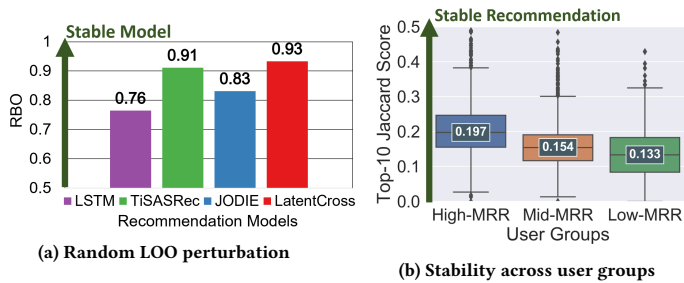 Stable Model
1
0.9
0.8
0.7
0.6
0.5
RBO
0.76
0.91
0.83
0.93
LSTM TiSASRec JODIE LatentCross
Recommendation Models
(a) Random LOO perturbation
Stable Recommendation
0.5
0.4
0.3
0.2
0.1
0.0
Top-10 Jaccard Score
0.197
0.154
0.133
High-MRR Mid-MRR Low-MRR
User Groups
(b) Stability across user groups